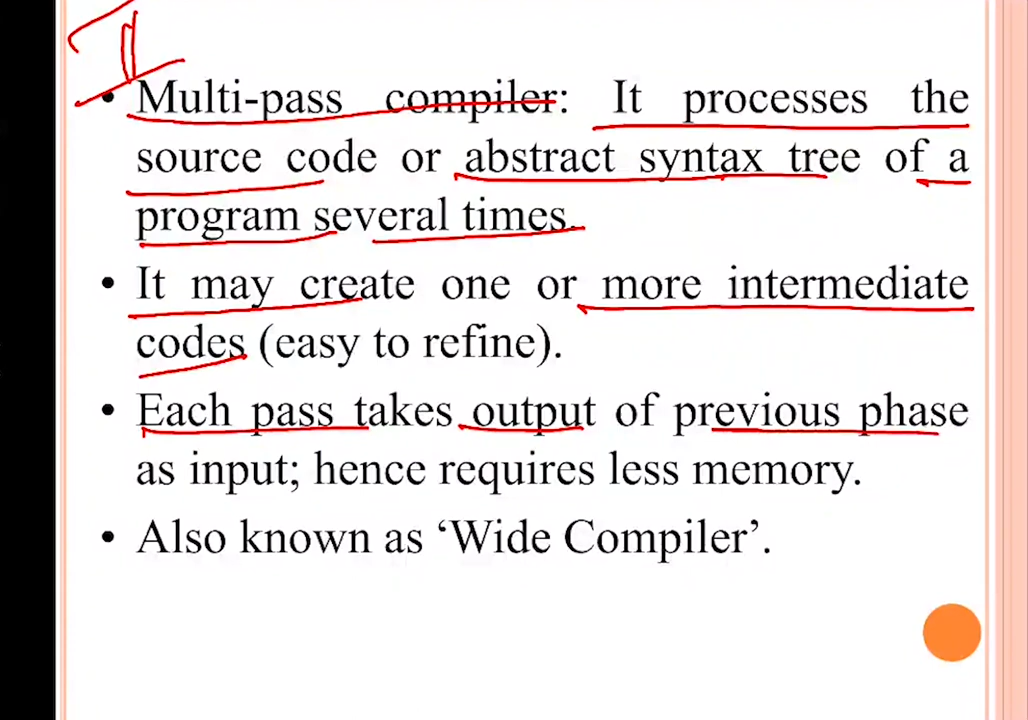 II
• Multi-pass compiler: It processes the
source code or abstract syntax tree of a
program several times.
• It may create one or more intermediate
codes (easy to refine).
• Each pass takes output of previous phase
as input; hence requires less memory.
• Also known as ‘Wide Compiler’.